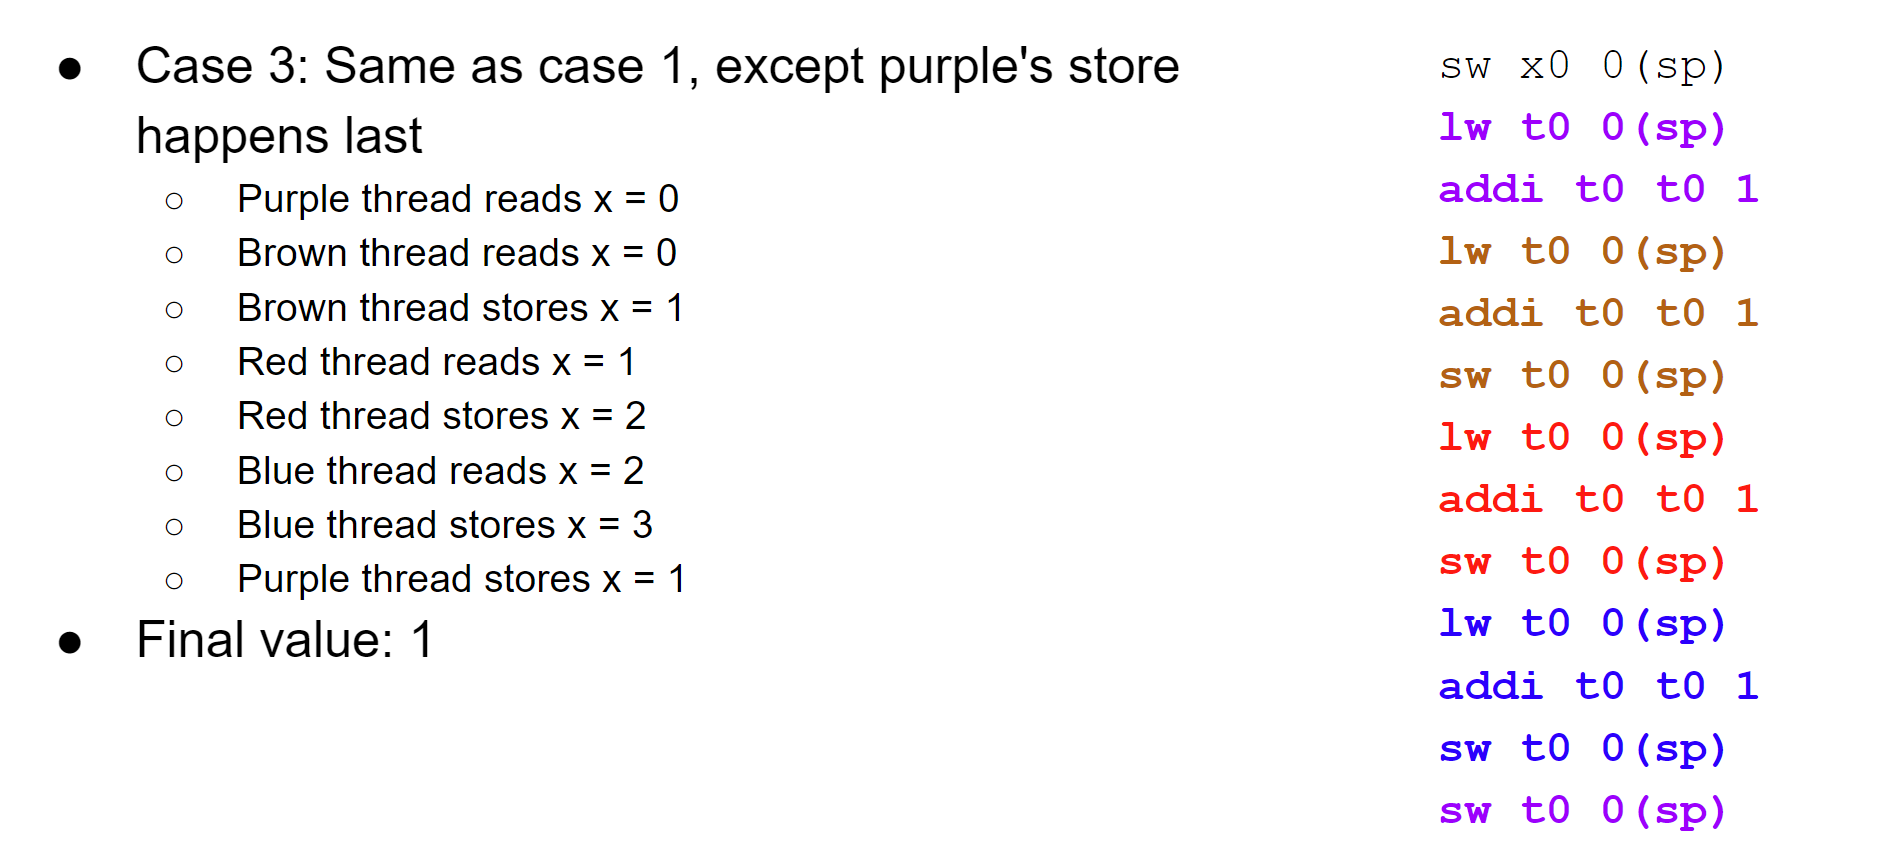 ● Case 3: Same as case 1, except purple's store
happens last
○ Purple thread reads x = 0
○ Brown thread reads x = 0
○ Brown thread stores x = 1
○ Red thread reads x = 1
○ Red thread stores x = 2
○ Blue thread reads x = 2
○ Blue thread stores x = 3
○ Purple thread stores x = 1
● Final value: 1
sw x0 0(sp)
lw t0 0(sp)
addi t0 t0 1
lw t0 0(sp)
addi t0 t0 1
sw t0 0(sp)
lw t0 0(sp)
addi t0 t0 1
sw t0 0(sp)
lw t0 0(sp)
addi t0 t0 1
sw t0 0(sp)
sw t0 0(sp)